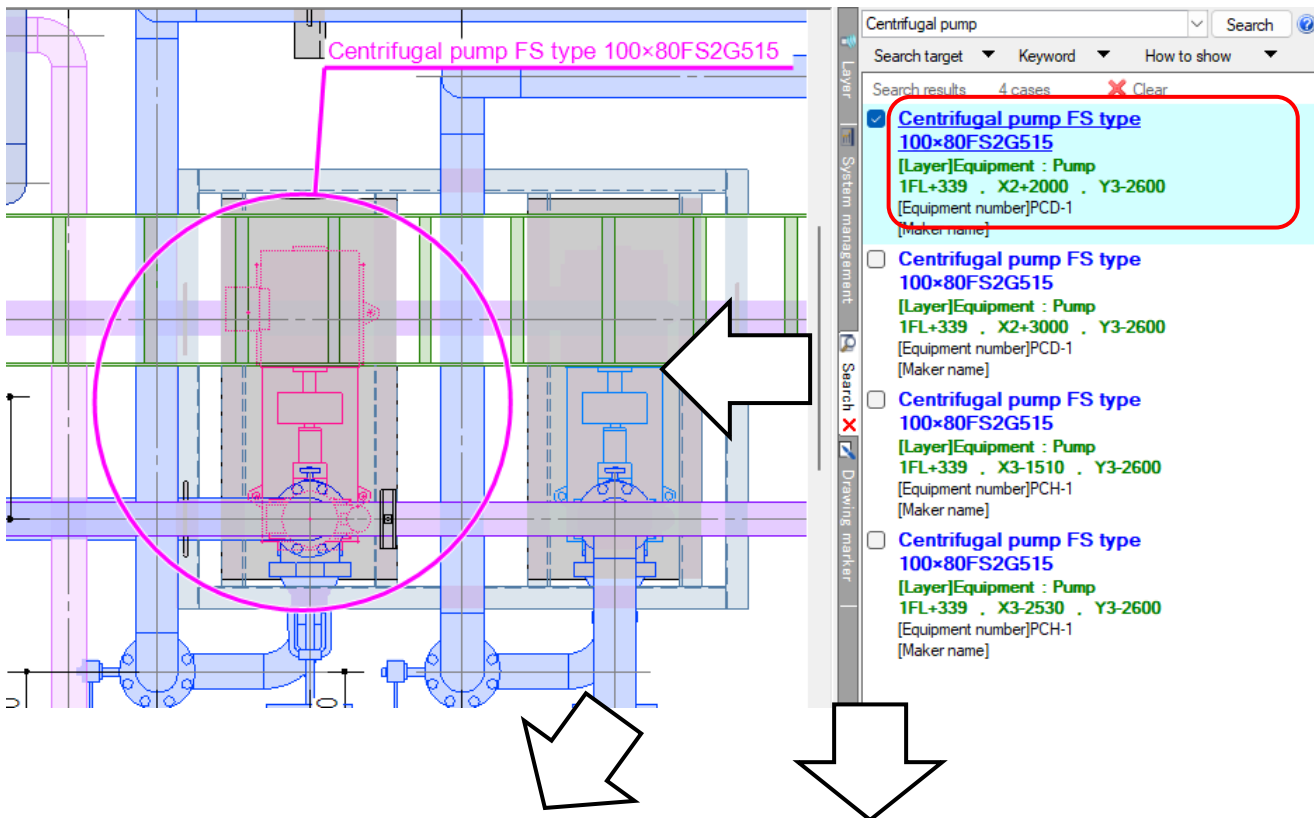 Centrifugal pump FS type 100×80FS2G515
Centrifugal pump
Search
Search target
Keyword
How to show
Search results
4 cases
Clear
Layer
System management
Search
Drawing marker
Centrifugal pump FS type
100×80FS2G515
[Layer]Equipment : Pump
1FL+339 , X2+2000 , Y3-2600
[Equipment number]PCD-1
[Maker name]
Centrifugal pump FS type
100×80FS2G515
[Layer]Equipment : Pump
1FL+339 , X2+3000 , Y3-2600
[Equipment number]PCD-1
[Maker name]
Centrifugal pump FS type
100×80FS2G515
[Layer]Equipment : Pump
1FL+339 , X3-1510 , Y3-2600
[Equipment number]PCH-1
[Maker name]
Centrifugal pump FS type
100×80FS2G515
[Layer]Equipment : Pump
1FL+339 , X3-2530 , Y3-2600
[Equipment number]PCH-1
[Maker name]